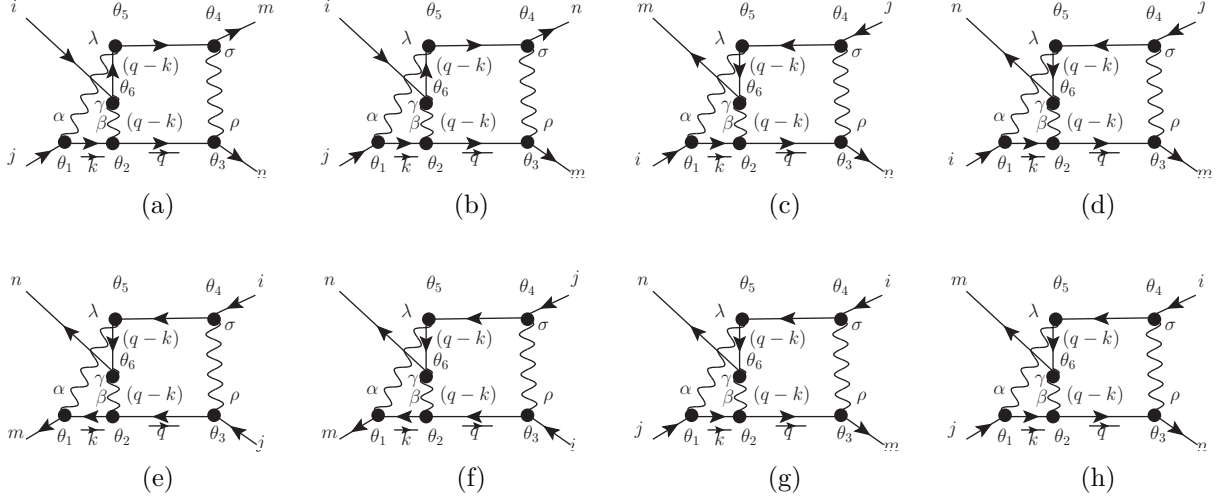 i θ₅ θ₄ m
λ σ
(q − k)
θ₆
α γ ρ
β (q − k)
j θ₁ k θ₂ q θ₃ n
(a)
i θ₅ θ₄ n
λ σ
(q − k)
θ₆
α γ ρ
β (q − k)
j θ₁ k θ₂ q θ₃ m
(b)
m θ₅ θ₄ j
λ σ
(q − k)
θ₆
α γ ρ
β (q − k)
i θ₁ k θ₂ q θ₃ n
(c)
n θ₅ θ₄ j
λ σ
(q − k)
θ₆
α γ ρ
β (q − k)
i θ₁ k θ₂ q θ₃ m
(d)
n θ₅ θ₄ i
λ σ
(q − k)
θ₆
α γ ρ
β (q − k)
m θ₁ k θ₂ q θ₃ j
(e)
n θ₅ θ₄ j
λ σ
(q − k)
θ₆
α γ ρ
β (q − k)
m θ₁ k θ₂ q θ₃ i
(f)
n θ₅ θ₄ i
λ σ
(q − k)
θ₆
α γ ρ
β (q − k)
j θ₁ k θ₂ q θ₃ m
(g)
m θ₅ θ₄ i
λ σ
(q − k)
θ₆
α γ ρ
β (q − k)
j θ₁ k θ₂ q θ₃ n
(h)